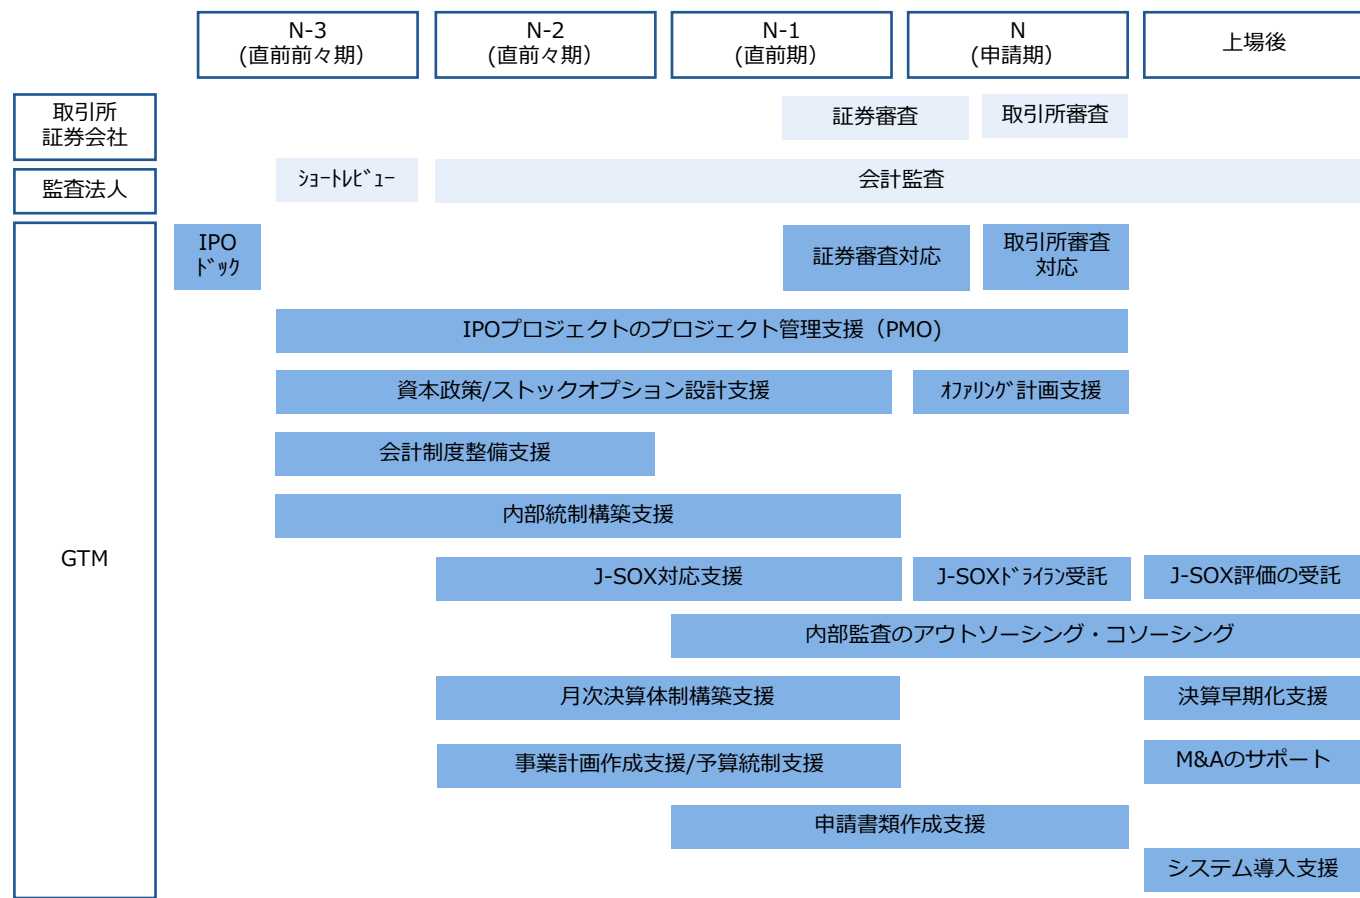 N-3
(直前前々期)
N-2
(直前々期)
N-1
(直前期)
N
(申請期)
上場後
取引所
証券会社
証券審査
取引所審査
監査法人
ｼｮｰﾄﾚﾋﾞｭｰ
会計監査
GTM
IPO
ﾄﾞｯｸ
証券審査対応
取引所審査
対応
IPOプロジェクトのプロジェクト管理支援（PMO)
資本政策/ストックオプション設計支援
ｵﾌｧﾘﾝｸﾞ計画支援
会計制度整備支援
内部統制構築支援
J-SOX対応支援
J-SOXﾄﾞﾗｲﾗﾝ受託
J-SOX評価の受託
内部監査のアウトソーシング・コソーシング
月次決算体制構築支援
決算早期化支援
事業計画作成支援/予算統制支援
M&Aのサポート
申請書類作成支援
システム導入支援